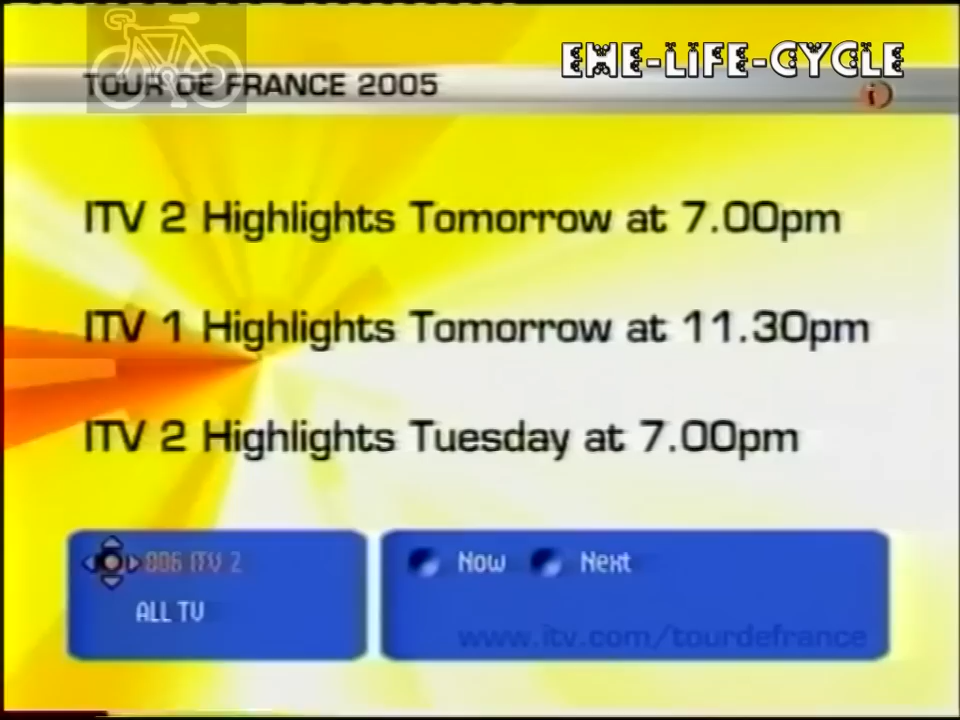 EME-LIFE-CYCLE
TOUR DE FRANCE 2005
i
ITV 2 Highlights Tomorrow at 7.00pm
ITV 1 Highlights Tomorrow at 11.30pm
ITV 2 Highlights Tuesday at 7.00pm
006 ITV 2
ALL TV
Now Next
www.itv.com/tourdefrance